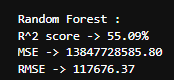 Random Forest :
R^2 score -> 55.09%
MSE -> 13847728585.80
RMSE -> 117676.37